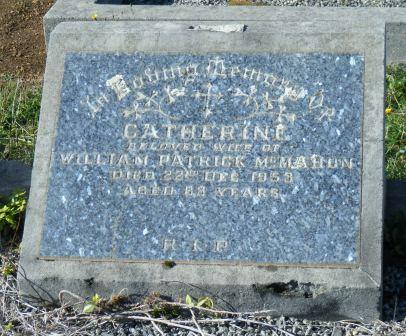 In Loving Memory Of
CATHERINE
BELOVED WIFE OF
WILLIAM PATRICK McMAHON
DIED 22ND DEC. 1953
AGED 83 YEARS.
R.I.P.